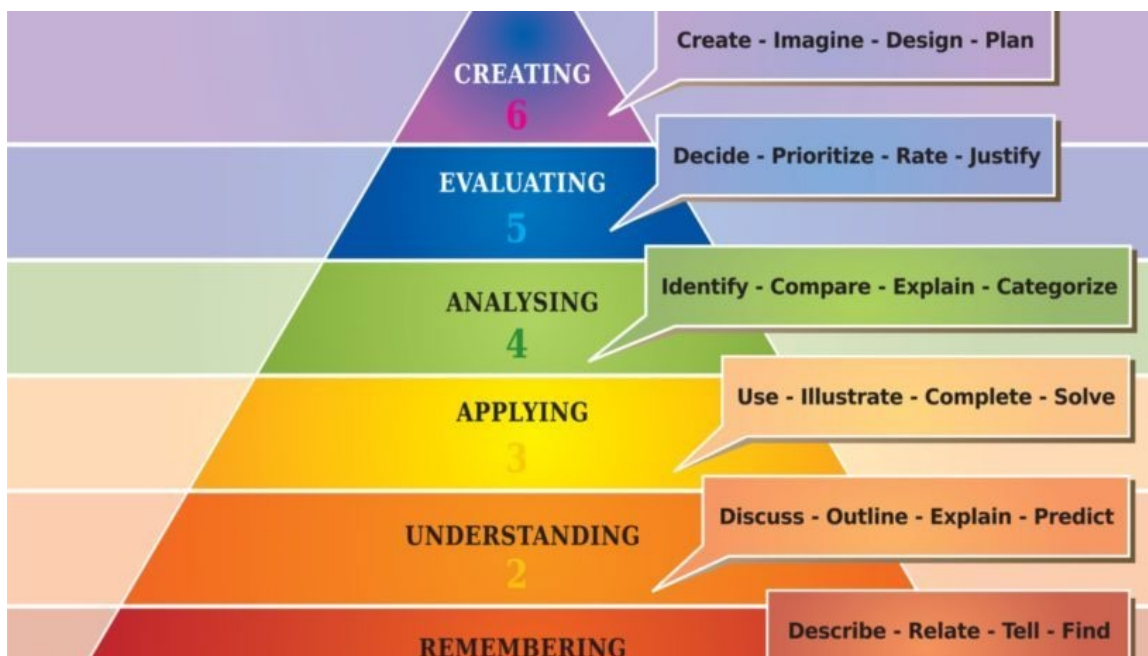 Create - Imagine - Design - Plan
CREATING
6
Decide - Prioritize - Rate - Justify
EVALUATING
5
Identify - Compare - Explain - Categorize
ANALYSING
4
Use - Illustrate - Complete - Solve
APPLYING
3
Discuss - Outline - Explain - Predict
UNDERSTANDING
2
Describe - Relate - Tell - Find
REMEMBERING